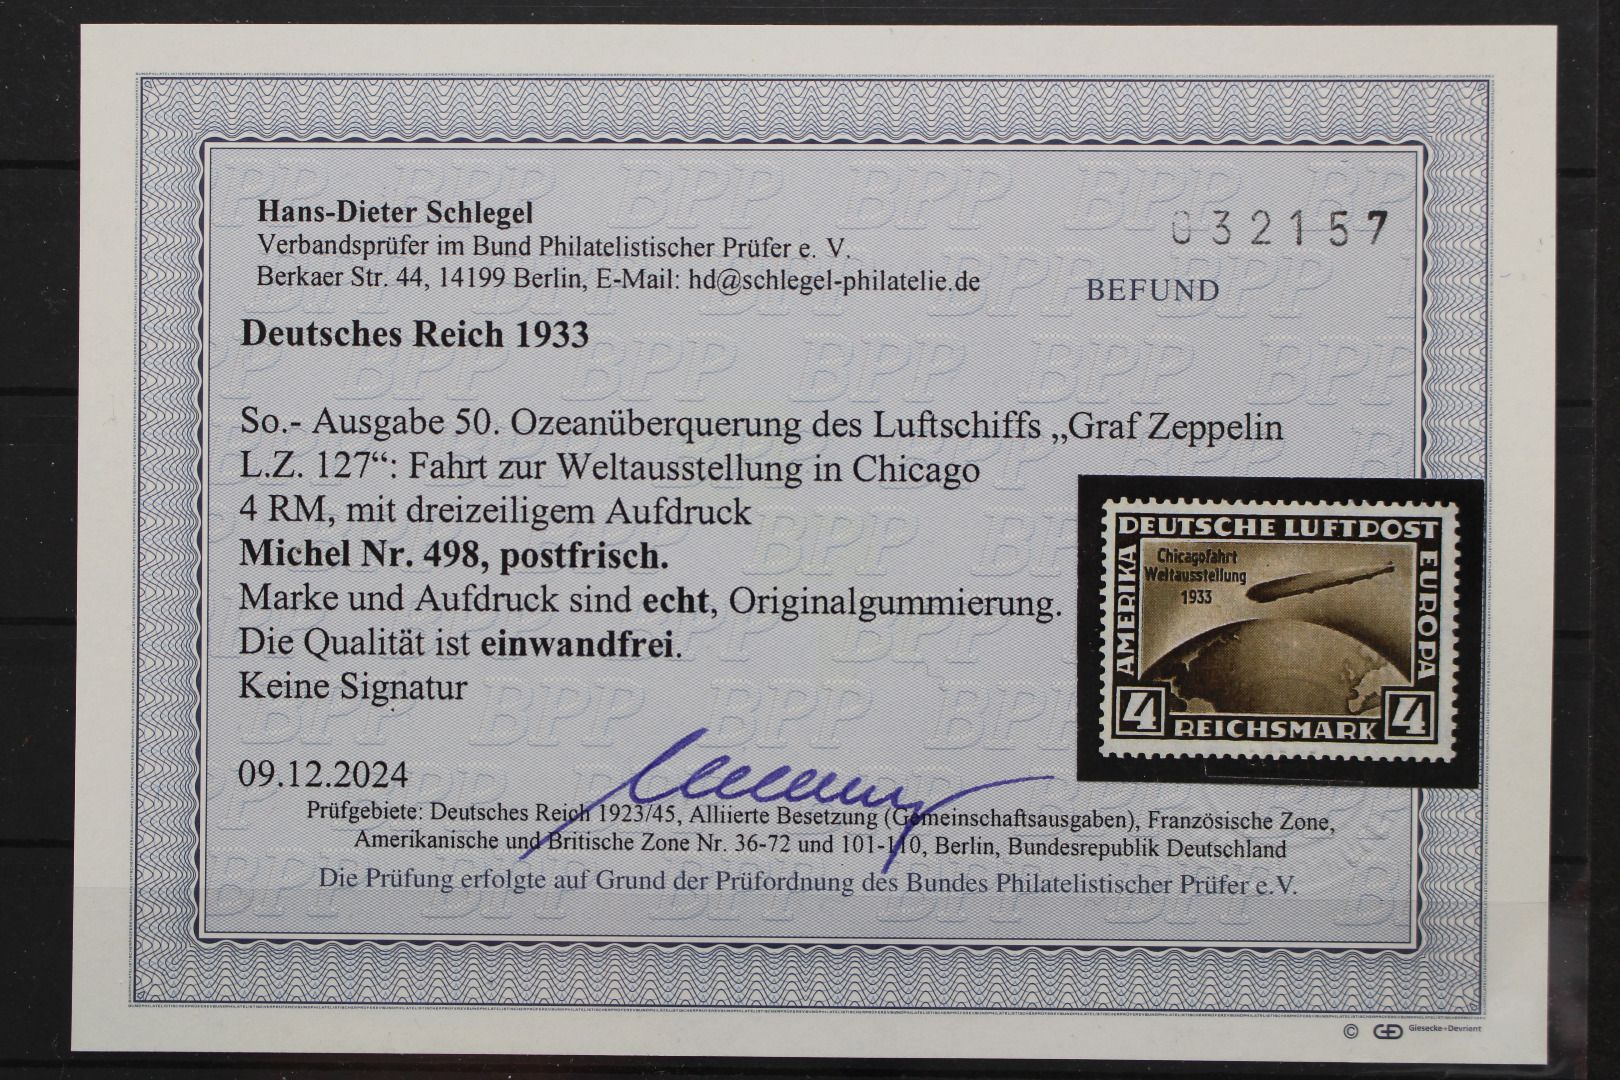 Hans-Dieter Schlegel
Verbandsprüfer im Bund Philatelistischer Prüfer e. V.
Berkaer Str. 44, 14199 Berlin, E-Mail: hd@schlegel-philatelie.de
032157
BEFUND
Deutsches Reich 1933
So.- Ausgabe 50. Ozeanüberquerung des Luftschiffs „Graf Zeppelin
L.Z. 127“: Fahrt zur Weltausstellung in Chicago
4 RM, mit dreizeiligem Aufdruck
Michel Nr. 498, postfrisch.
Marke und Aufdruck sind echt, Originalgummierung.
Die Qualität ist einwandfrei.
Keine Signatur
DEUTSCHE LUFTPOST
AMERIKA
EUROPA
Chicagofahrt
Weltausstellung
1933
4 REICHSMARK 4
09.12.2024
Prüfgebiete: Deutsches Reich 1923/45, Alliierte Besetzung (Gemeinschaftsausgaben), Französische Zone,
Amerikanische und Britische Zone Nr. 36-72 und 101-110, Berlin, Bundesrepublik Deutschland
Die Prüfung erfolgte auf Grund der Prüfordnung des Bundes Philatelistischer Prüfer e.V.
© Giesecke+Devrient